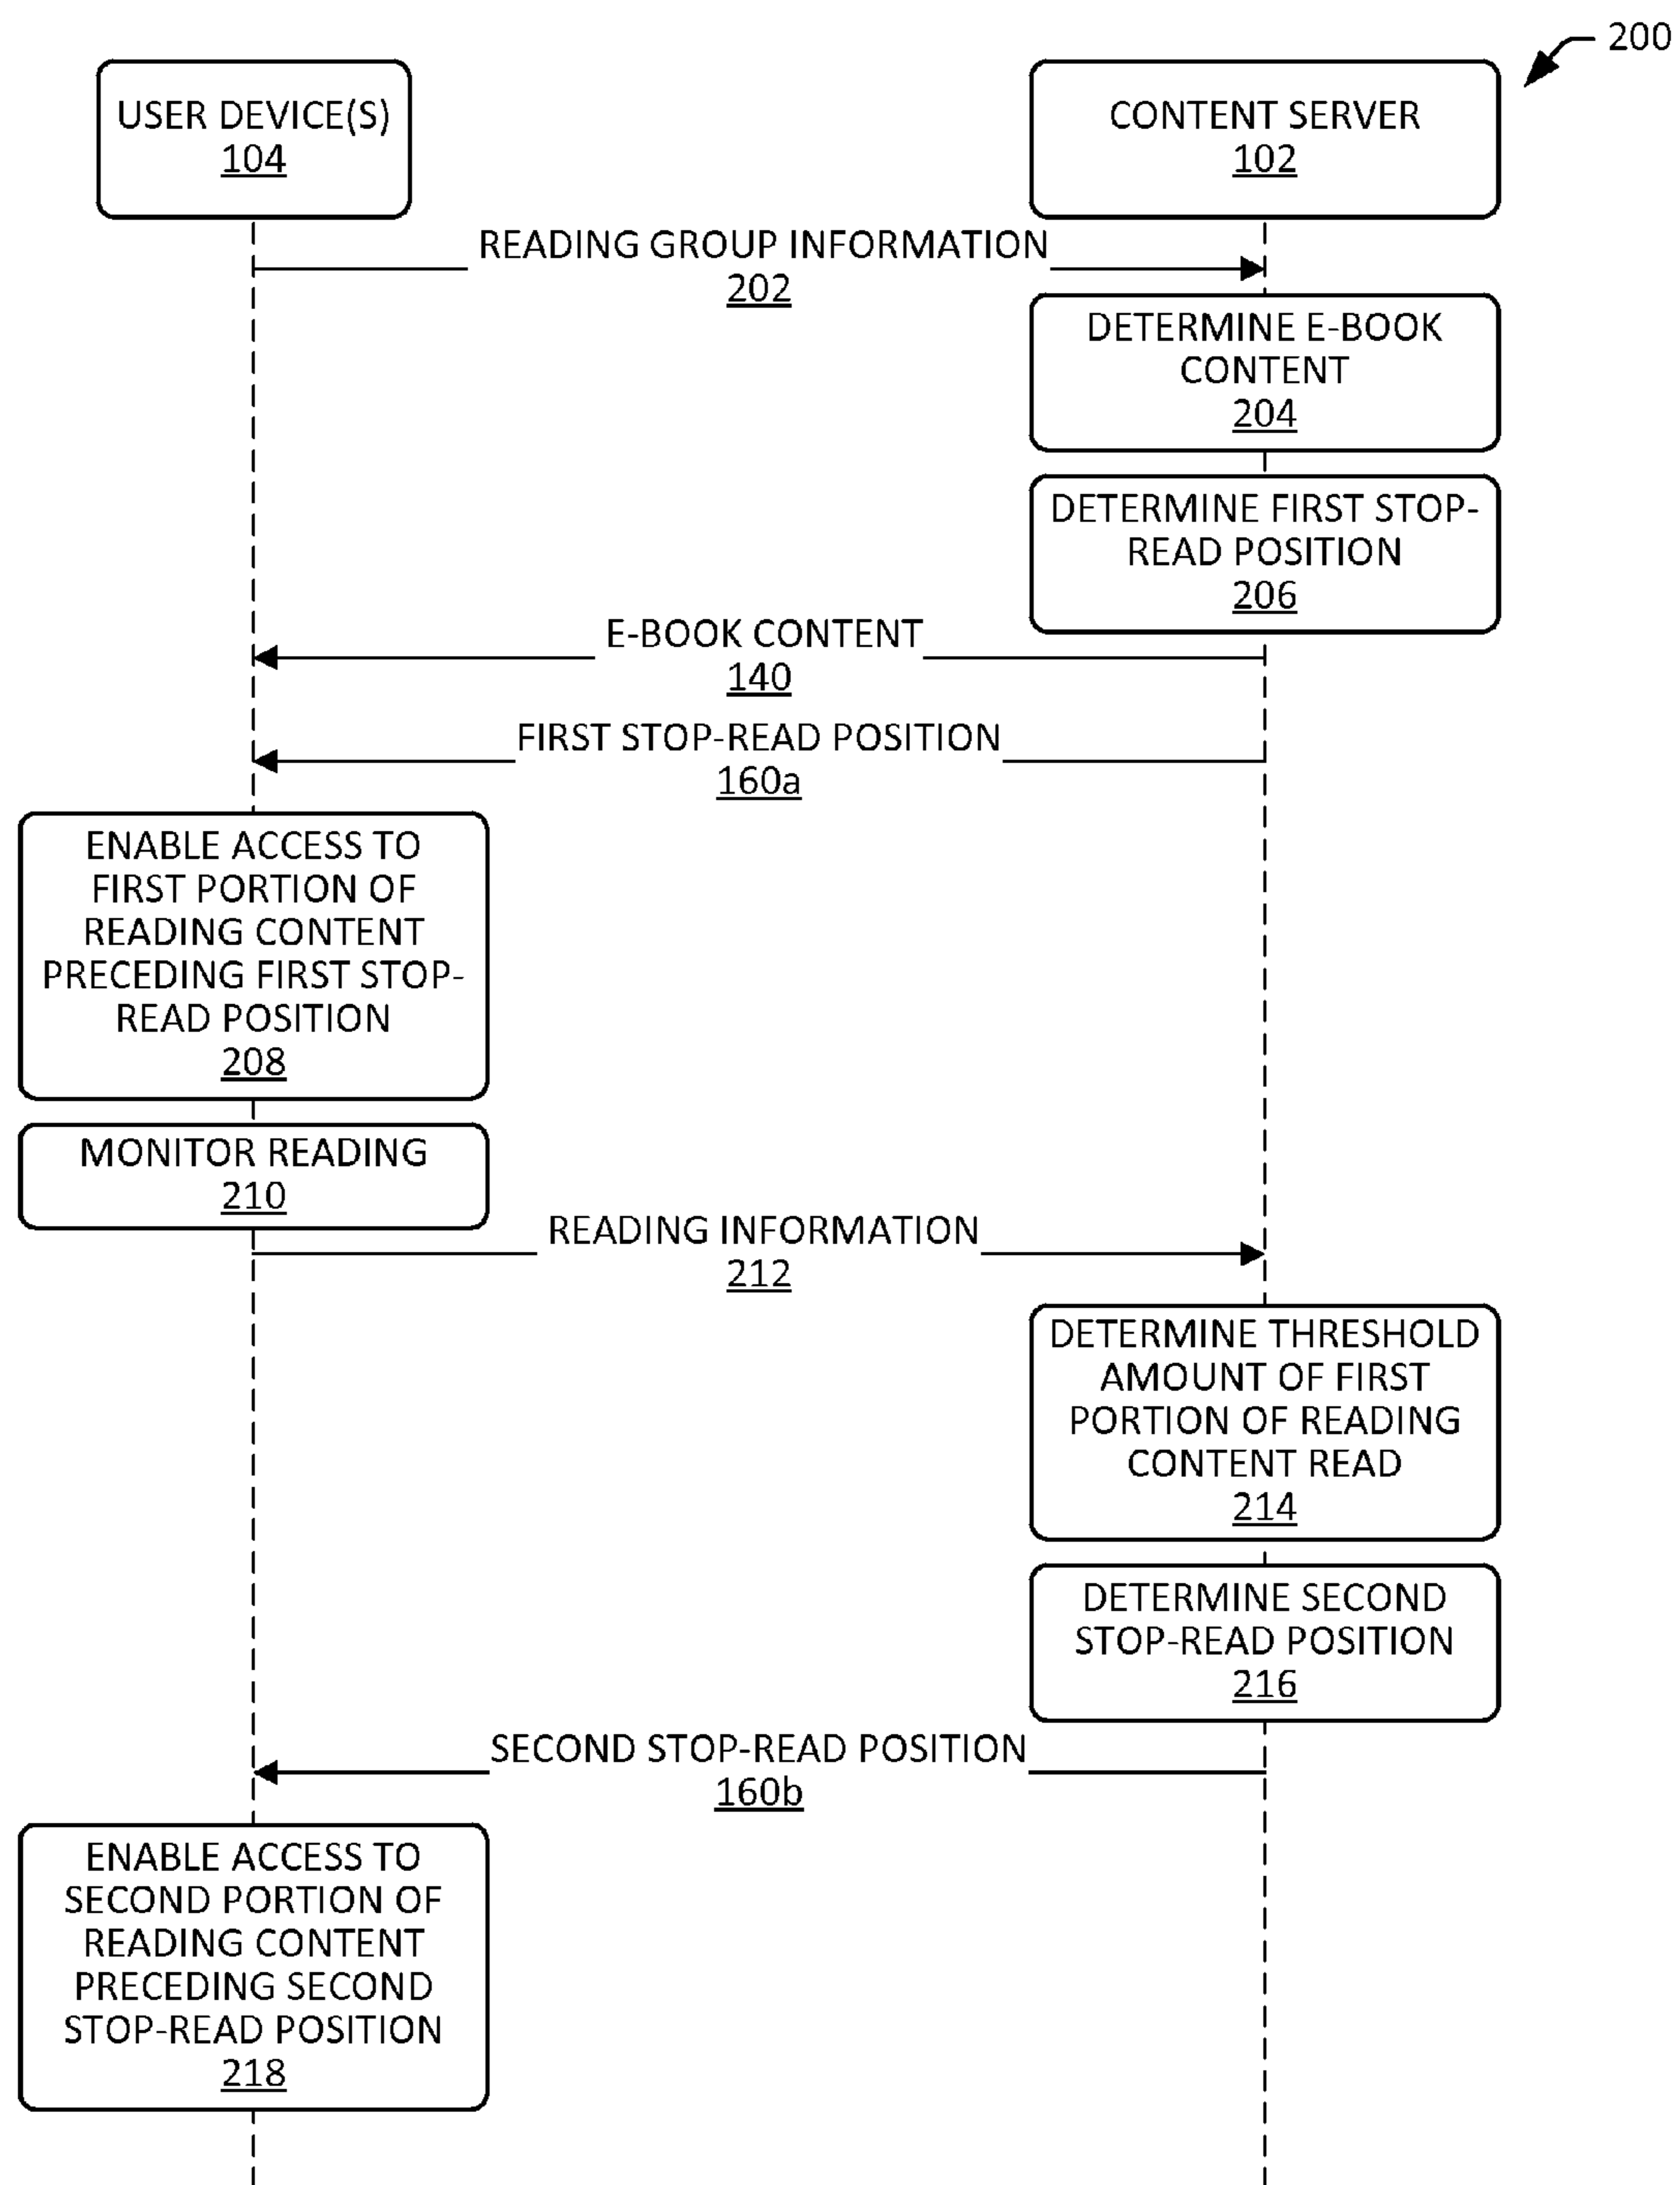 200
USER DEVICE(S)
104
CONTENT SERVER
102
READING GROUP INFORMATION
202
DETERMINE E-BOOK
CONTENT
204
DETERMINE FIRST STOP-
READ POSITION
206
E-BOOK CONTENT
140
FIRST STOP-READ POSITION
160a
ENABLE ACCESS TO
FIRST PORTION OF
READING CONTENT
PRECEDING FIRST STOP-
READ POSITION
208
MONITOR READING
210
READING INFORMATION
212
DETERMINE THRESHOLD
AMOUNT OF FIRST
PORTION OF READING
CONTENT READ
214
DETERMINE SECOND
STOP-READ POSITION
216
SECOND STOP-READ POSITION
160b
ENABLE ACCESS TO
SECOND PORTION OF
READING CONTENT
PRECEDING SECOND
STOP-READ POSITION
218